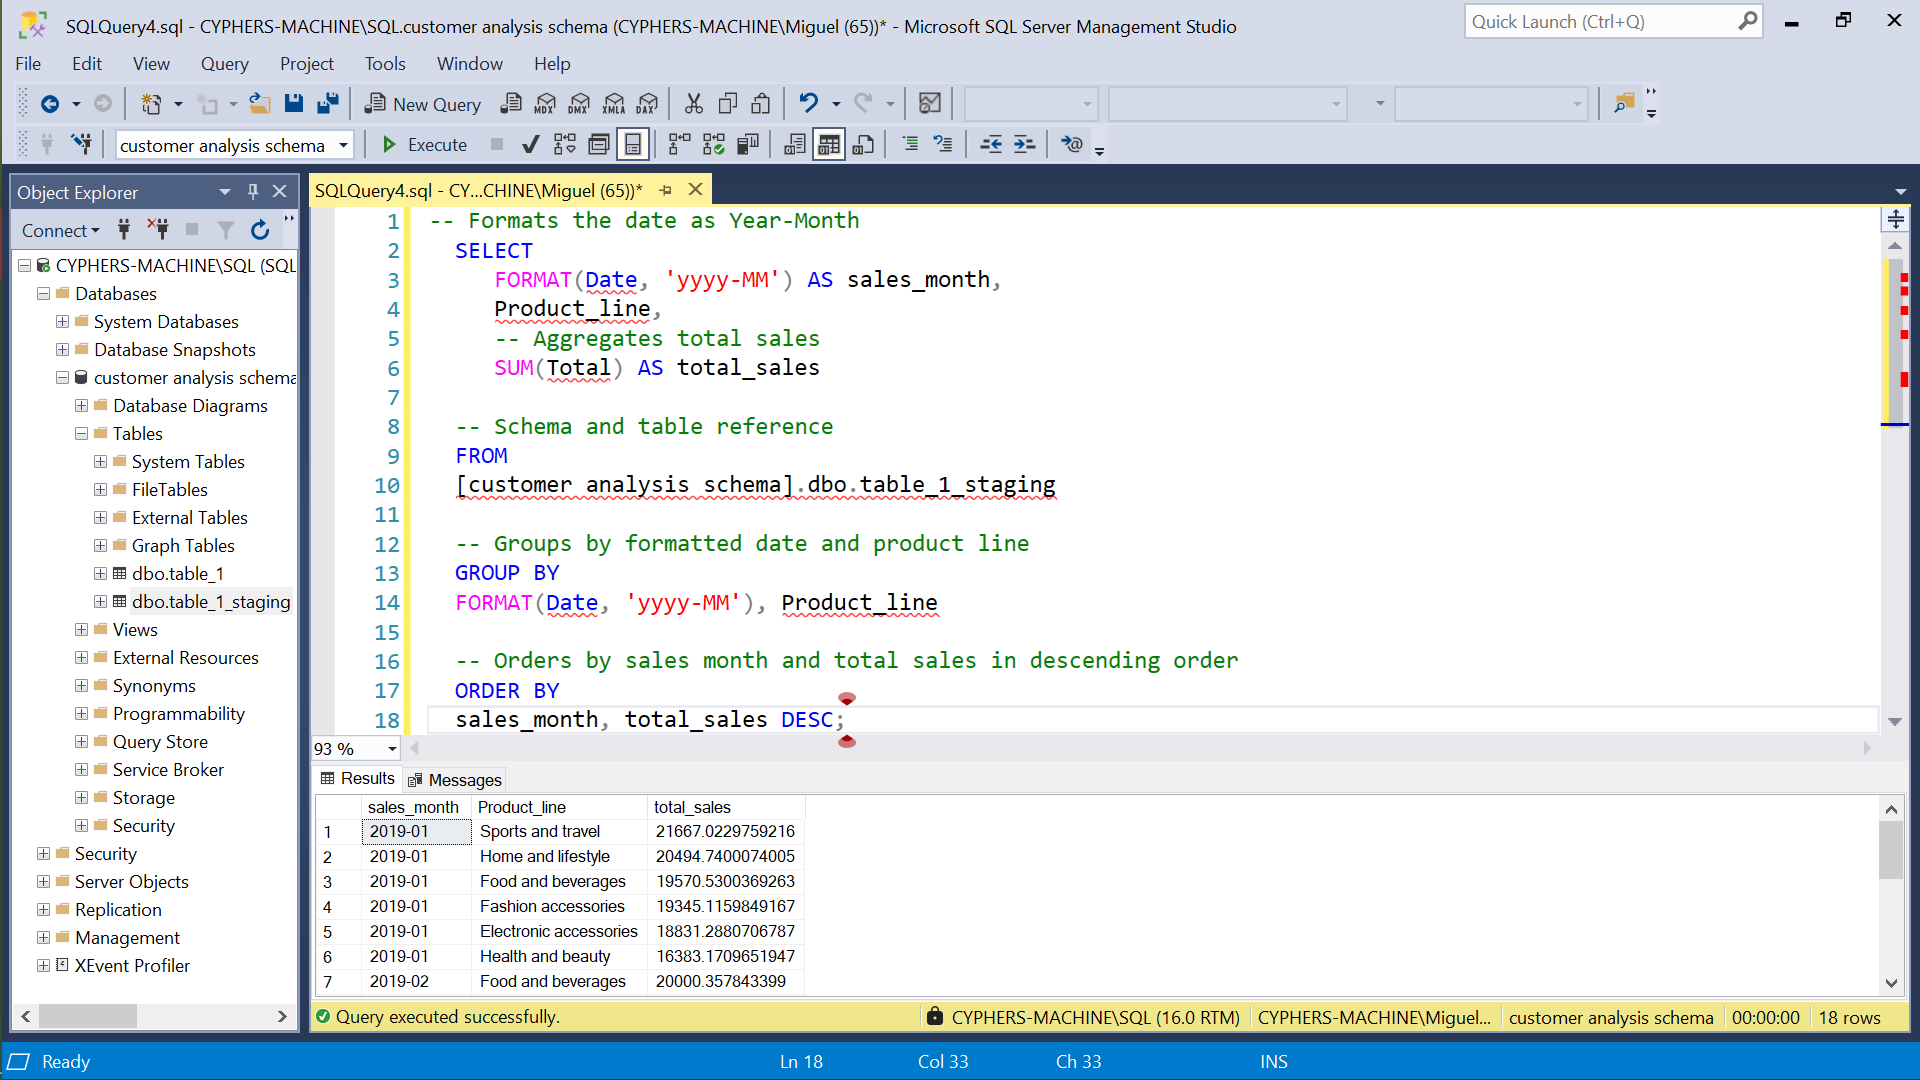 SQLQuery4.sql - CYPHERS-MACHINE\SQL.customer analysis schema (CYPHERS-MACHINE\Miguel (65))* - Microsoft SQL Server Management Studio
Quick Launch (Ctrl+Q)
File Edit View Query Project Tools Window Help
New Query MDX DMX XMLA DAX
customer analysis schema Execute
Object Explorer
Connect
CYPHERS-MACHINE\SQL (SQL
Databases
System Databases
Database Snapshots
customer analysis schema
Database Diagrams
Tables
System Tables
FileTables
External Tables
Graph Tables
dbo.table_1
dbo.table_1_staging
Views
External Resources
Synonyms
Programmability
Query Store
Service Broker
Storage
Security
Security
Server Objects
Replication
Management
XEvent Profiler
SQLQuery4.sql - CY...CHINE\Miguel (65))*
1 -- Formats the date as Year-Month
2 SELECT
3 FORMAT(Date, 'yyyy-MM') AS sales_month,
4 Product_line,
5 -- Aggregates total sales
6 SUM(Total) AS total_sales
7
8 -- Schema and table reference
9 FROM
10 [customer analysis schema].dbo.table_1_staging
11
12 -- Groups by formatted date and product line
13 GROUP BY
14 FORMAT(Date, 'yyyy-MM'), Product_line
15
16 -- Orders by sales month and total sales in descending order
17 ORDER BY
18 sales_month, total_sales DESC;
93 %
Results Messages
sales_month Product_line total_sales
1 2019-01 Sports and travel 21667.0229759216
2 2019-01 Home and lifestyle 20494.7400074005
3 2019-01 Food and beverages 19570.5300369263
4 2019-01 Fashion accessories 19345.1159849167
5 2019-01 Electronic accessories 18831.2880706787
6 2019-01 Health and beauty 16383.1709651947
7 2019-02 Food and beverages 20000.357843399
Query executed successfully. CYPHERS-MACHINE\SQL (16.0 RTM) CYPHERS-MACHINE\Miguel... customer analysis schema 00:00:00 18 rows
Ready Ln 18 Col 33 Ch 33 INS